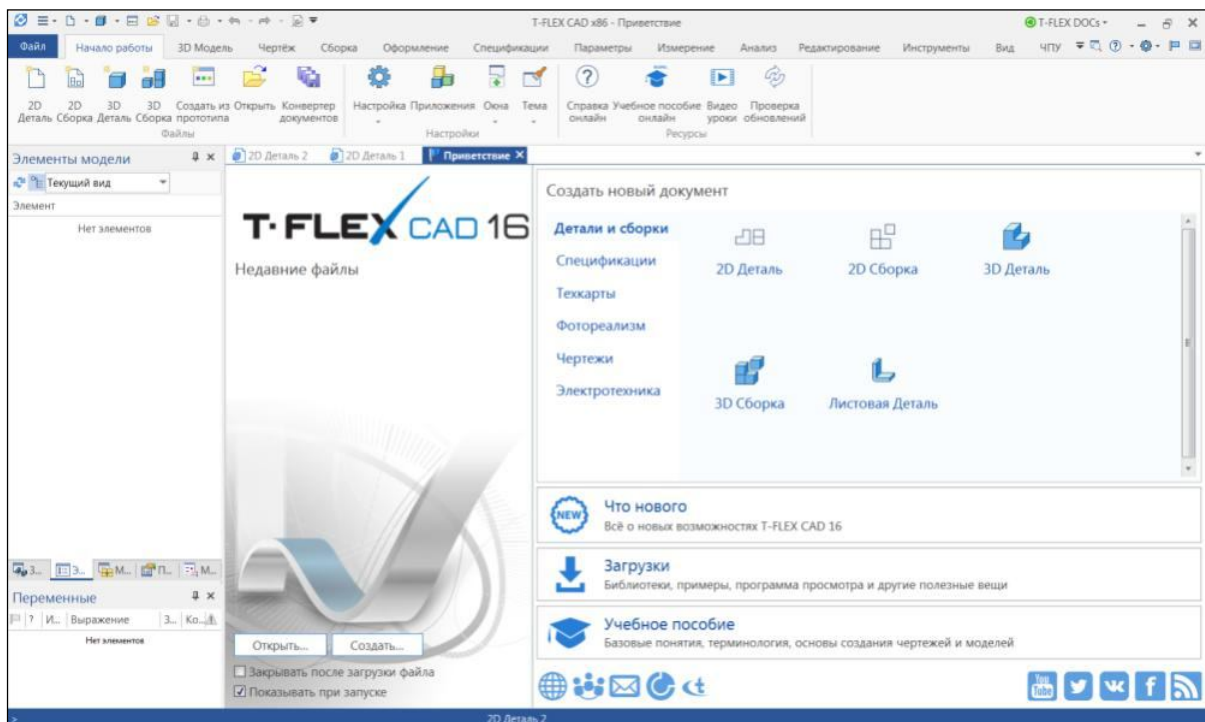 T-FLEX CAD x86 - Приветствие
T-FLEX DOCs
Файл Начало работы 3D Модель Чертёж Сборка Оформление Спецификации Параметры Измерение Анализ Редактирование Инструменты Вид ЧПУ
2D 2D 3D 3D Создать из Открыть Конвертер Настройка Приложения Окна Тема Справка Учебное пособие Видео Проверка
Деталь Сборка Деталь Сборка прототипа документов онлайн онлайн уроки обновлений
Файлы Настройки Ресурсы
Элементы модели
2D Деталь 2 2D Деталь 1 Приветствие
Текущий вид
Элемент
Нет элементов
T-FLEX CAD 16
Недавние файлы
Создать новый документ
Детали и сборки
Спецификации
Техкарты
Фотореализм
Чертежи
Электротехника
2D Деталь 2D Сборка 3D Деталь
3D Сборка Листовая Деталь
NEW
Что нового
Всё о новых возможностях T-FLEX CAD 16
Загрузки
Библиотеки, примеры, программа просмотра и другие полезные вещи
Учебное пособие
Базовые понятия, терминология, основы создания чертежей и моделей
З... Э... М... П... М...
Переменные
? И... Выражение З... Ко...
Нет элементов
Открыть... Создать...
Закрывать после загрузки файла
Показывать при запуске
You Tube
2D Деталь 2